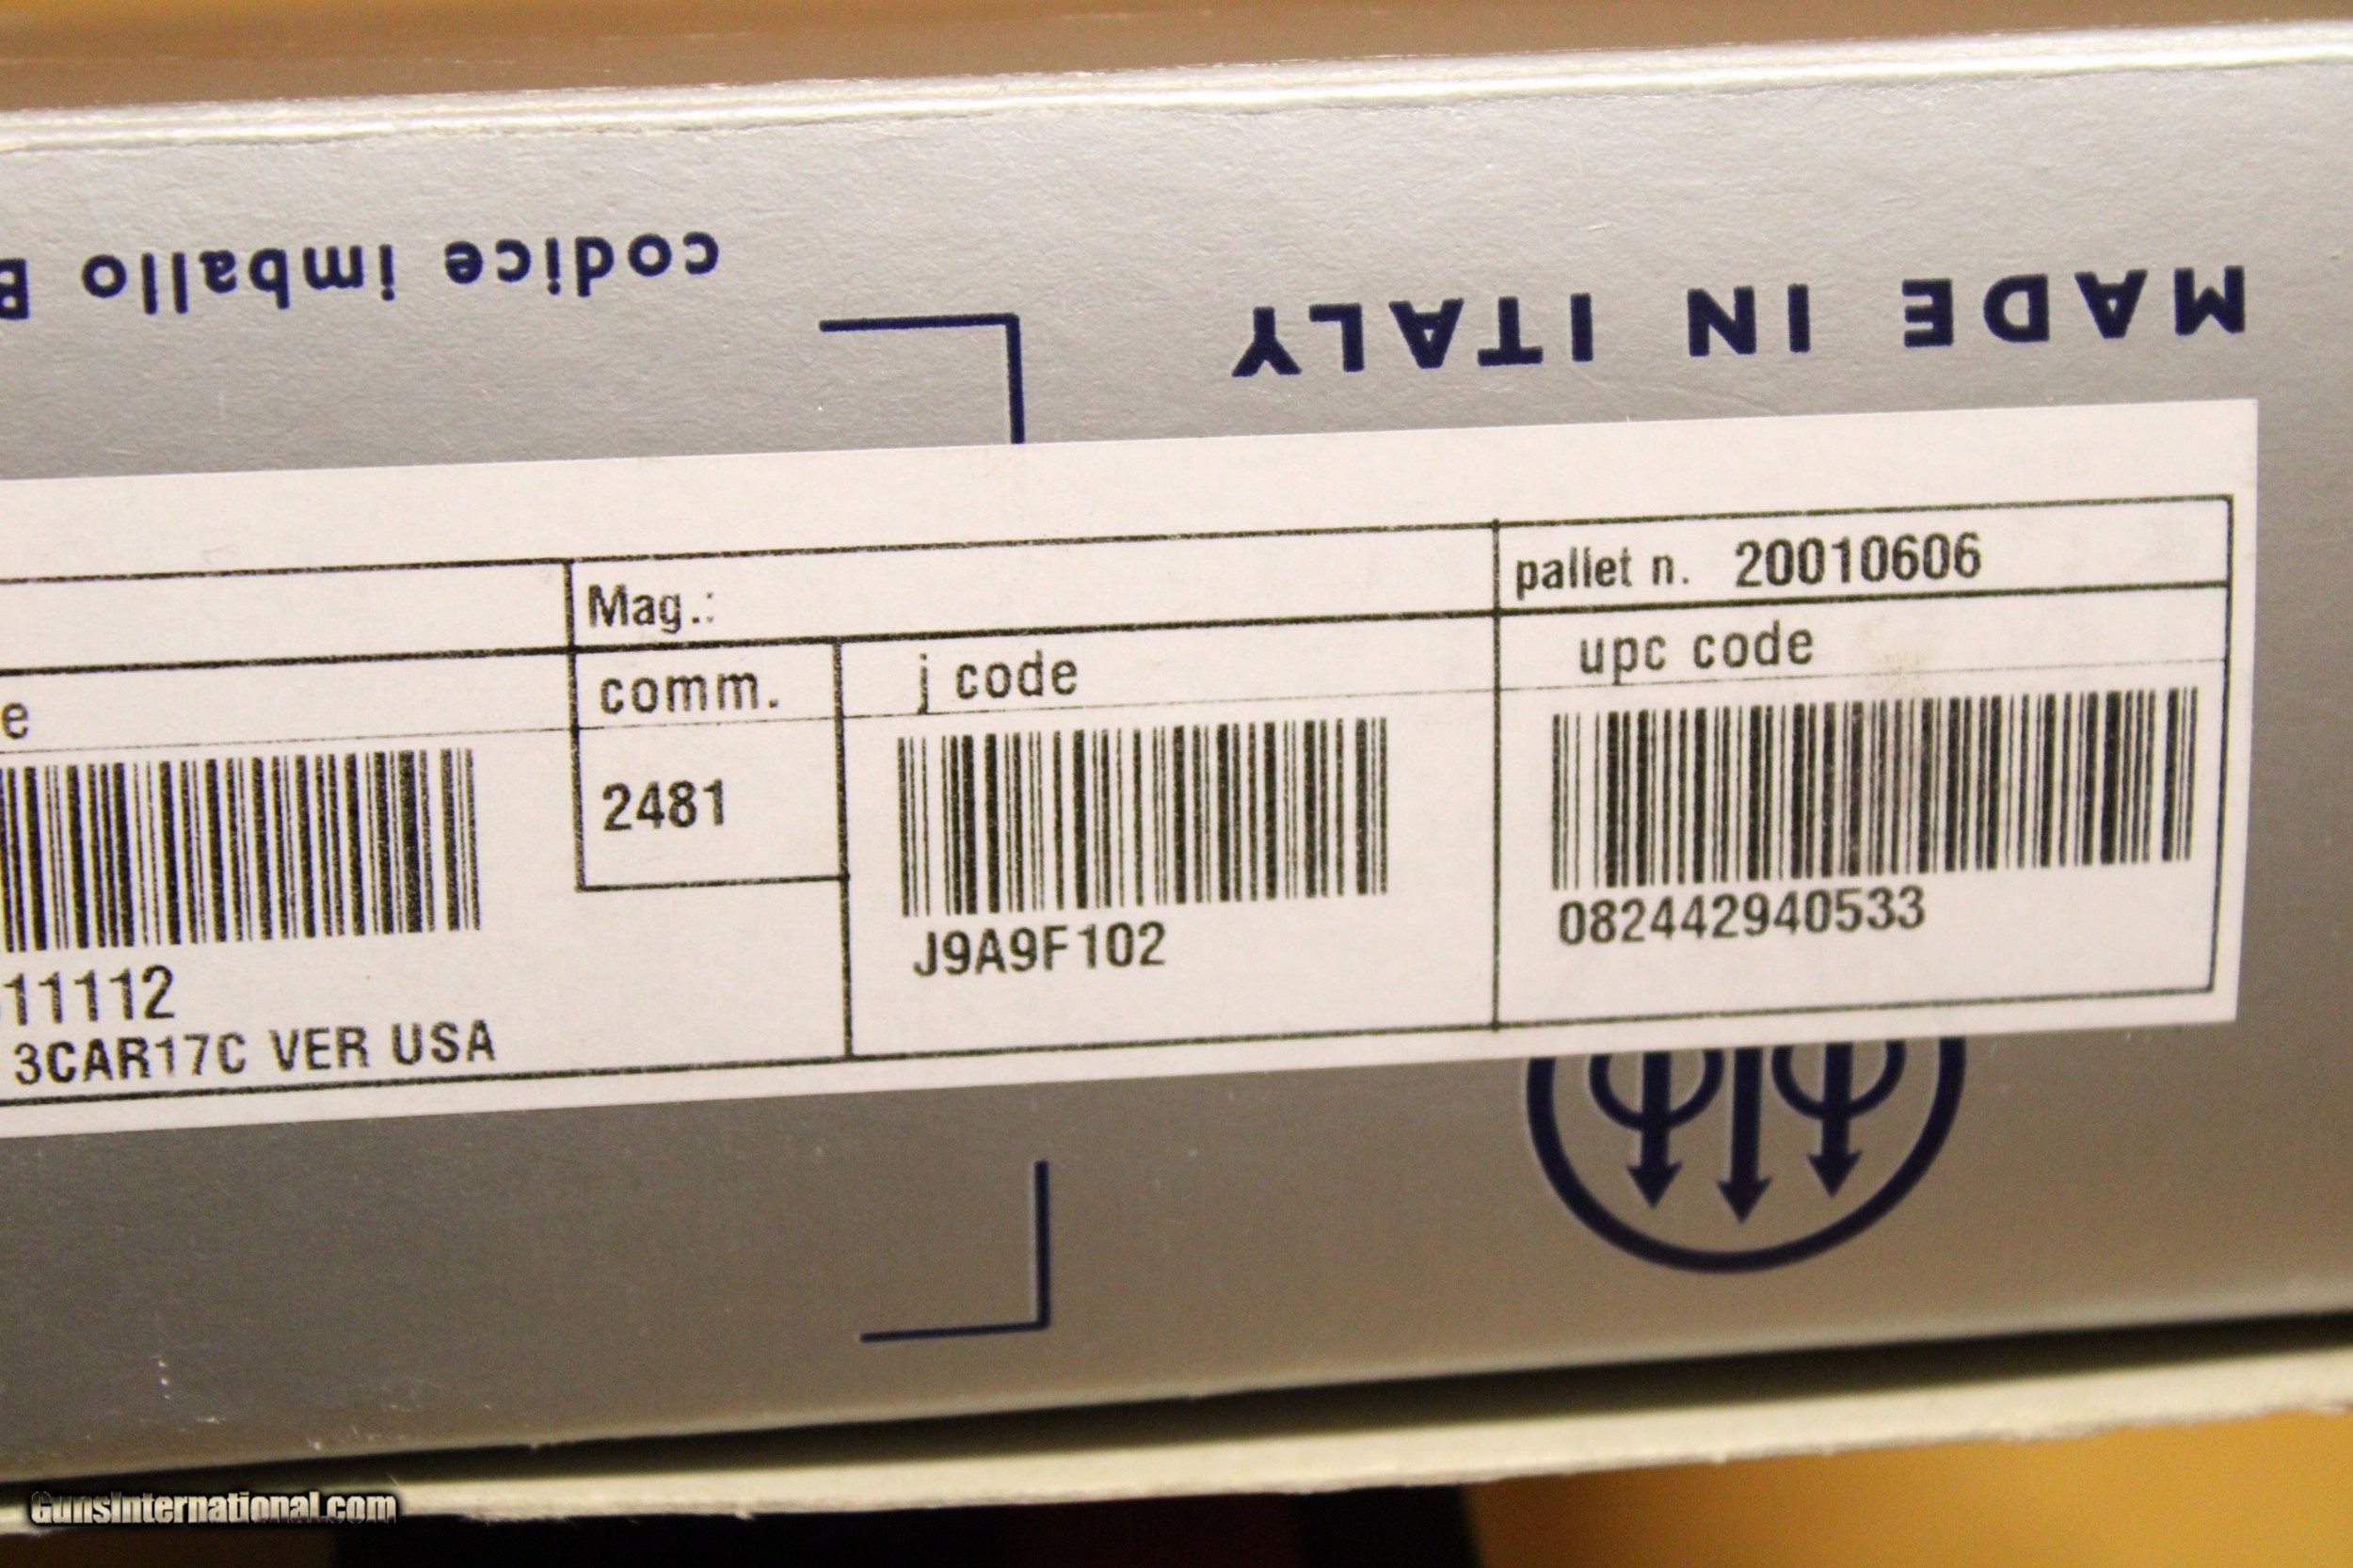 MADE IN ITALY
codice imballo B
Mag.:
pallet n. 20010606
e
comm.
j code
upc code
2481
J9A9F102
082442940533
11112
3CAR17C VER USA
GunsInternational.com